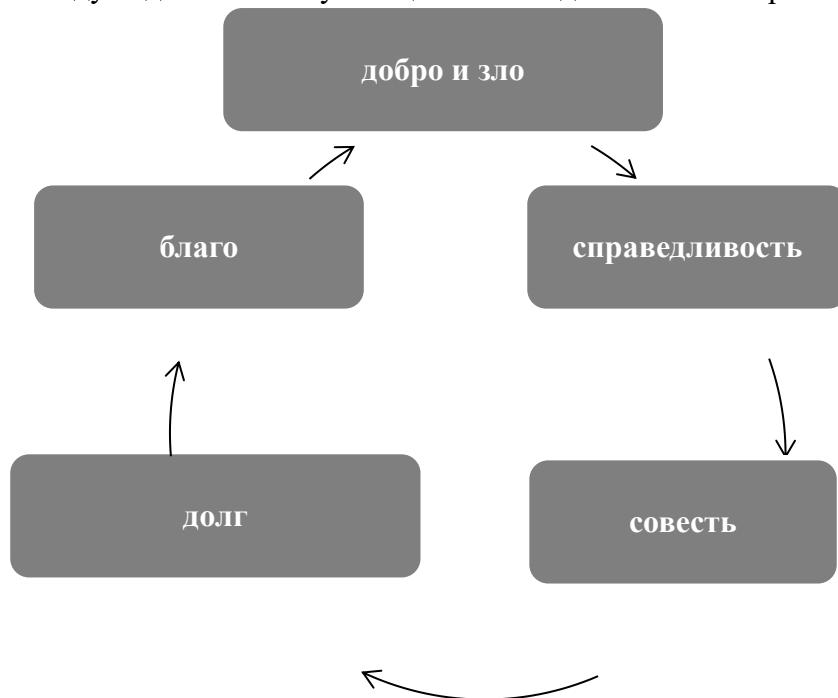 добро и зло
благо
справедливость
долг
совесть